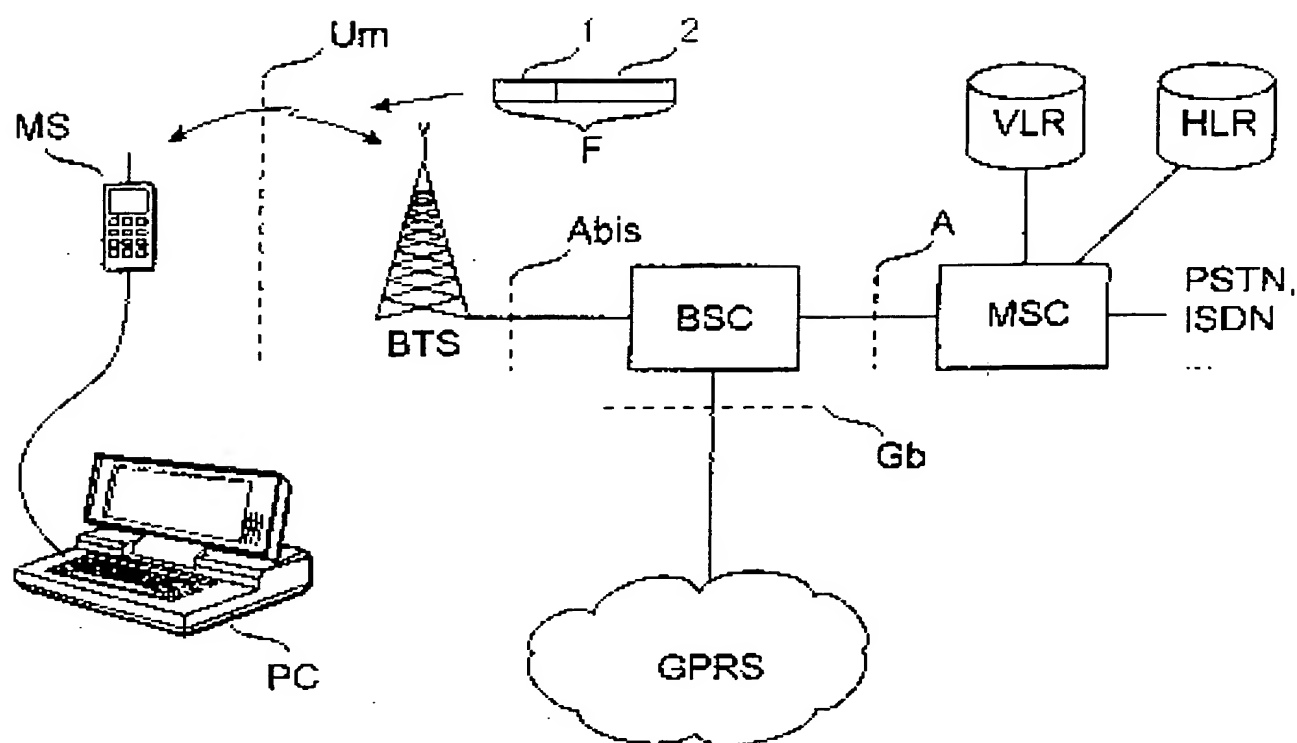 Um
1
2
MS
F
VLR
HLR
Abis
A
BTS
BSC
MSC
PSTN,
ISDN
...
Gb
PC
GPRS